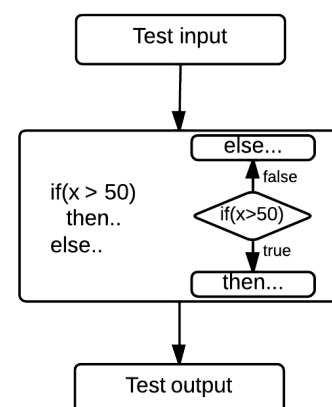 Test input
if(x > 50)
then..
else..
else...
false
if(x>50)
true
then...
Test output